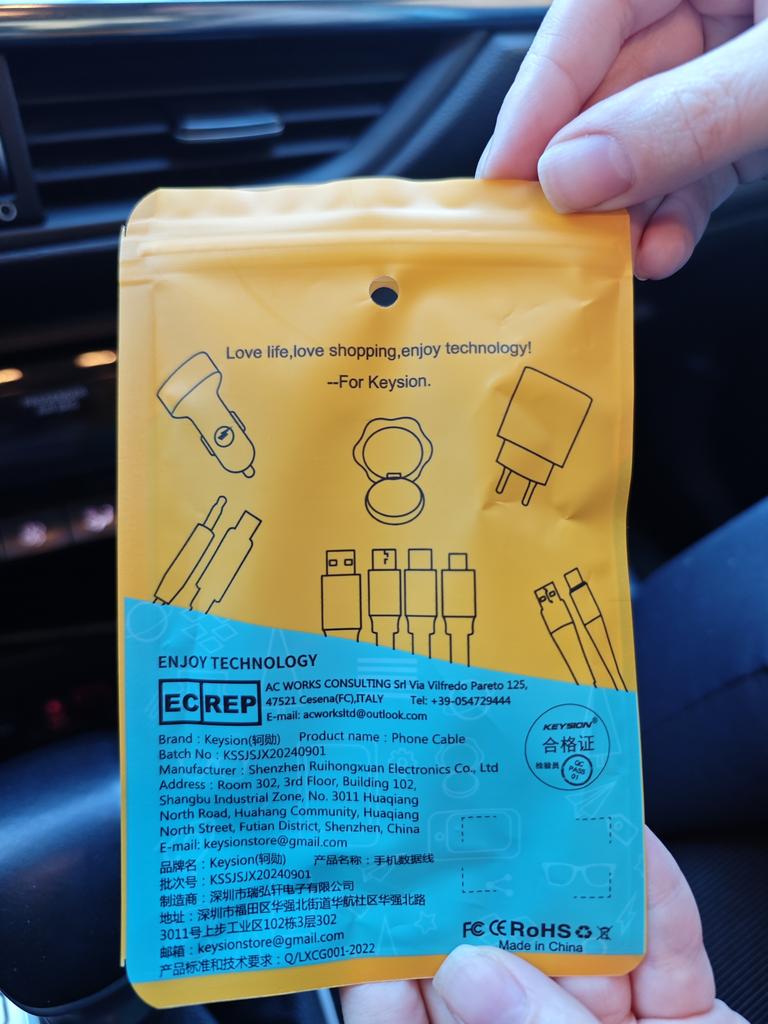 Love life,love shopping,enjoy technology!
--For Keysion.
ENJOY TECHNOLOGY
EC REP
AC WORKS CONSULTING Srl Via Vilfredo Pareto 125,
47521 Cesena(FC),ITALY Tel: +39-054729444
E-mail: acworksltd@outlook.com
Brand : Keysion(轲勋) Product name : Phone Cable
Batch No : KSSJSJX20240901
Manufacturer : Shenzhen Ruihongxuan Electronics Co., Ltd
Address : Room 302, 3rd Floor, Building 102,
Shangbu Industrial Zone, No. 3011 Huaqiang
North Road, Huahang Community, Huaqiang
North Street, Futian District, Shenzhen, China
E-mail: keysionstore@gmail.com
品牌名 : Keysion(轲勋) 产品名称 : 手机数据线
批次号 : KSSJSJX20240901
制造商 : 深圳市瑞弘轩电子有限公司
地址 : 深圳市福田区华强北街道华航社区华强北路
3011号上步工业区102栋3层302
邮箱 : keysionstore@gmail.com
产品标准和技术要求 : Q/LXCG001-2022
KEYSION®
合格证
检验员
QC
PASS
01
FC CE RoHS
Made in China